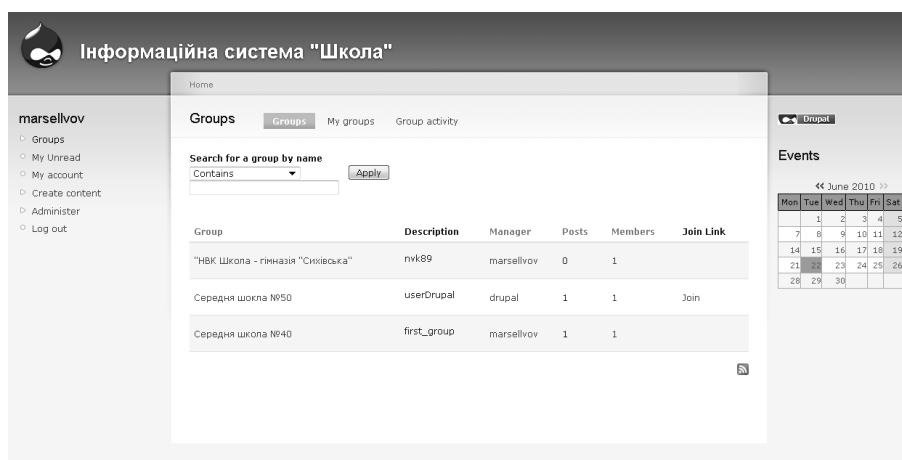 Інформаційна система "Школа"
Home
marsellvov
Groups
My Unread
My account
Create content
Administer
Log out
Groups Groups My groups Group activity
Search for a group by name
Contains Apply
Group Description Manager Posts Members Join Link
"НВК Школа - гімназія "Сихівська" nvk89 marsellvov 0 1
Середня шокла №50 userDrupal drupal 1 1 Join
Середня школа №40 first_group marsellvov 1 1
Drupal
Events
« June 2010 »
Mon Tue Wed Thu Fri Sat
1 2 3 4 5
7 8 9 10 11 12
14 15 16 17 18 19
21 22 23 24 25 26
28 29 30